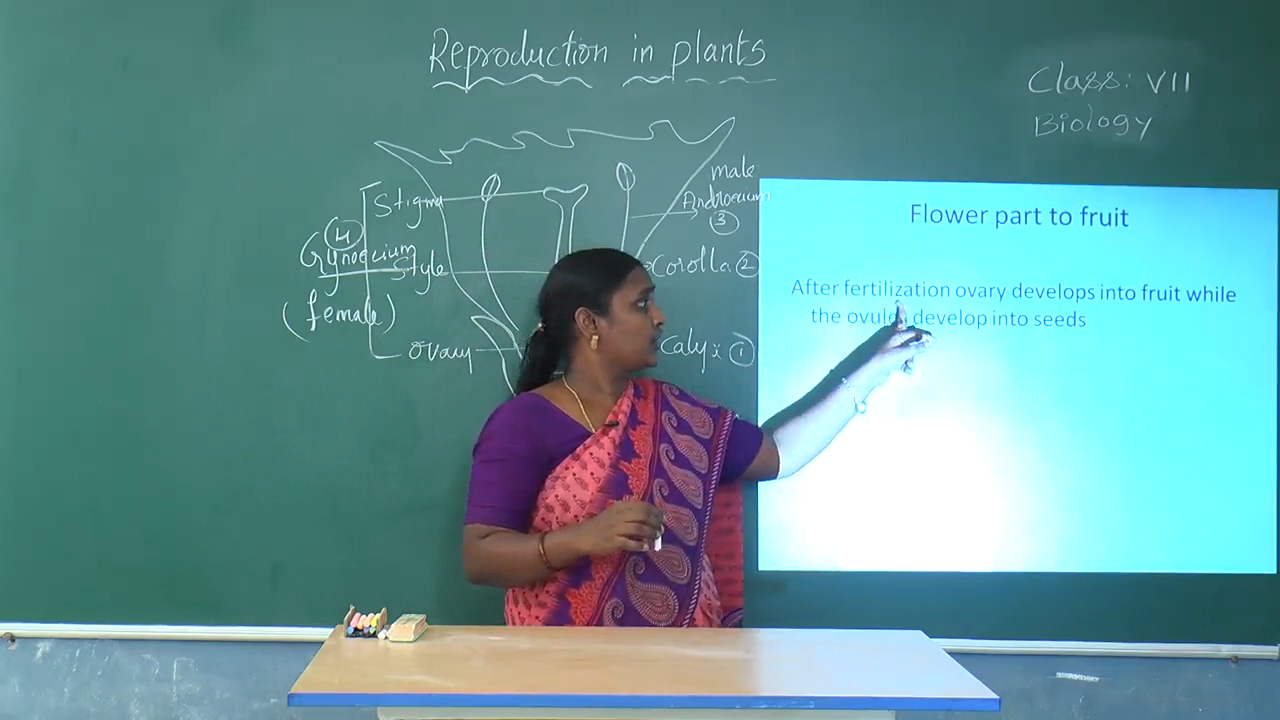 Reproduction in plants
Class: VII
Biology
male
Androecium
3
Stigma
4
Gynoecium
Style
(female)
Ovary
Corolla 2
Calyx 1
Flower part to fruit
After fertilization ovary develops into fruit while
the ovules develop into seeds